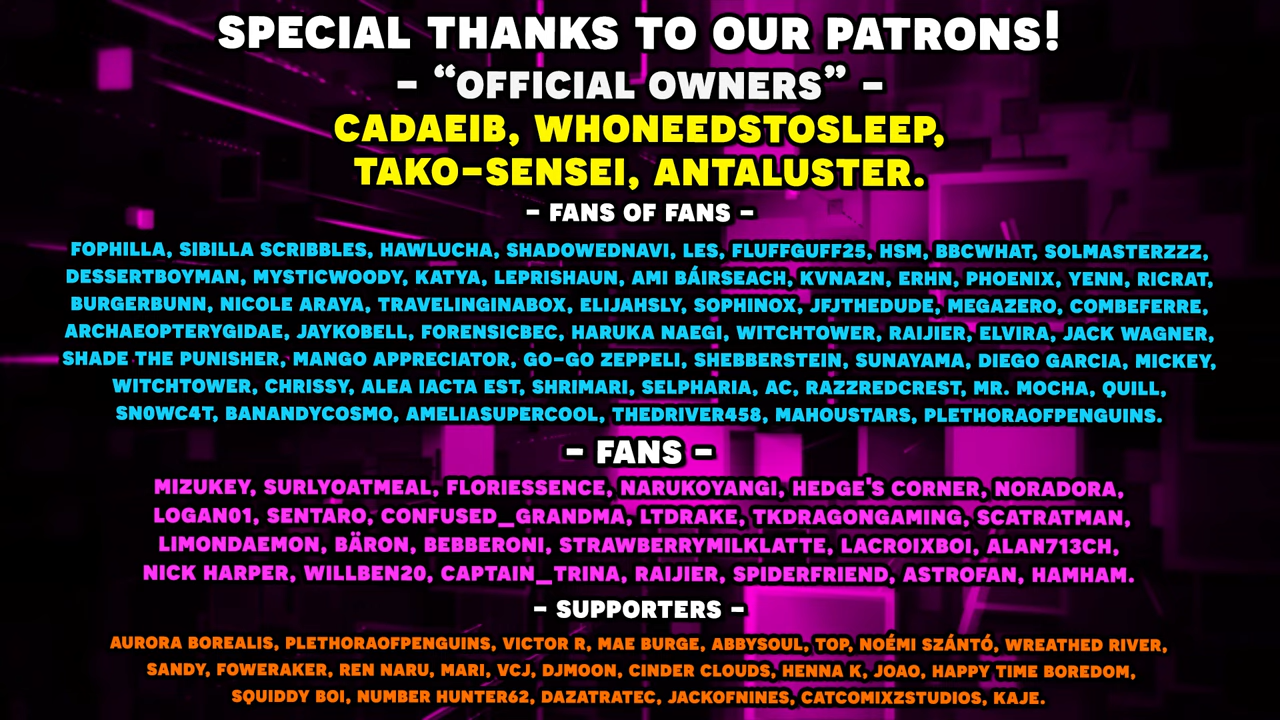 SPECIAL THANKS TO OUR PATRONS!
- “OFFICIAL OWNERS” -
CADAEIB, WHONEEDSTOSLEEP,
TAKO-SENSEI, ANTALUSTER.
- FANS OF FANS -
FOPHILLA, SIBILLA SCRIBBLES, HAWLUCHA, SHADOWEDNAVI, LES, FLUFFGUFF25, HSM, BBCWHAT, SOLMASTERZZZ,
DESSERTBOYMAN, MYSTICWOODY, KATYA, LEPRISHAUN, AMI BÁIRSEACH, KVNAZN, ERHN, PHOENIX, YENN, RICRAT,
BURGERBUNN, NICOLE ARAYA, TRAVELINGINABOX, ELIJAHSLY, SOPHINOX, JFJTHEDUDE, MEGAZERO, COMBEFERRE,
ARCHAEOPTERYGIDAE, JAYKOBELL, FORENSICBEC, HARUKA NAEGI, WITCHTOWER, RAIJIER, ELVIRA, JACK WAGNER,
SHADE THE PUNISHER, MANGO APPRECIATOR, GO-GO ZEPPELI, SHEBBERSTEIN, SUNAYAMA, DIEGO GARCIA, MICKEY,
WITCHTOWER, CHRISSY, ALEA IACTA EST, SHRIMARI, SELPHARIA, AC, RAZZREDCREST, MR. MOCHA, QUILL,
SN0WC4T, BANANDYCOSMO, AMELIASUPERCOOL, THEDRIVER458, MAHOUSTARS, PLETHORAOFPENGUINS.
- FANS -
MIZUKEY, SURLYOATMEAL, FLORIESSENCE, NARUKOYANGI, HEDGE'S CORNER, NORADORA,
LOGAN01, SENTARO, CONFUSED_GRANDMA, LTDRAKE, TKDRAGONGAMING, SCATRATMAN,
LIMONDAEMON, BÄRON, BEBBERONI, STRAWBERRYMILKLATTE, LACROIXBOI, ALAN713CH,
NICK HARPER, WILLBEN20, CAPTAIN_TRINA, RAIJIER, SPIDERFRIEND, ASTROFAN, HAMHAM.
- SUPPORTERS -
AURORA BOREALIS, PLETHORAOFPENGUINS, VICTOR R, MAE BURGE, ABBYSOUL, TOP, NOÉMI SZÁNTÓ, WREATHED RIVER,
SANDY, FOWERAKER, REN NARU, MARI, VCJ, DJMOON, CINDER CLOUDS, HENNA K, JOAO, HAPPY TIME BOREDOM,
SQUIDDY BOI, NUMBER HUNTER62, DAZATRATEC, JACKOFNINES, CATCOMIXZSTUDIOS, KAJE.